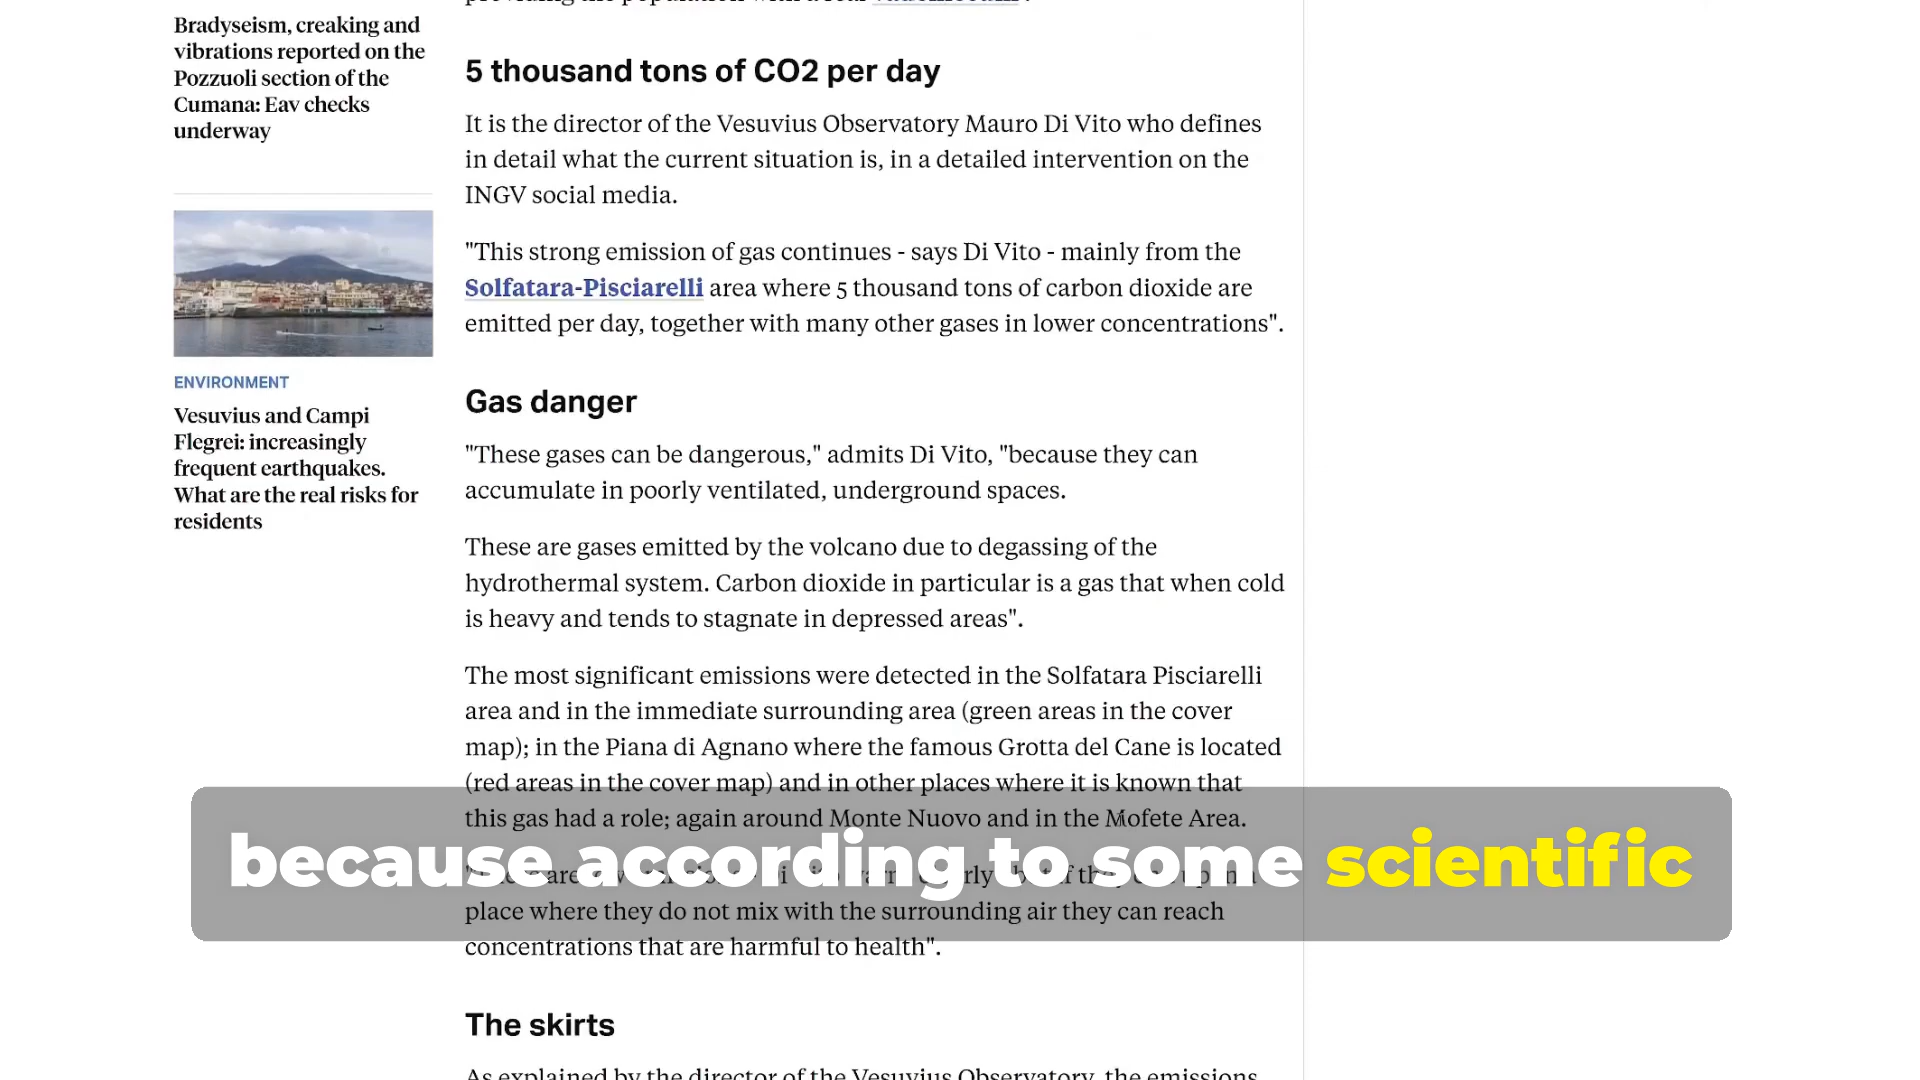 Bradyseism, creaking and
vibrations reported on the
Pozzuoli section of the
Cumana: Eav checks
underway
ENVIRONMENT
Vesuvius and Campi
Flegrei: increasingly
frequent earthquakes.
What are the real risks for
residents
5 thousand tons of CO2 per day
It is the director of the Vesuvius Observatory Mauro Di Vito who defines
in detail what the current situation is, in a detailed intervention on the
INGV social media.
"This strong emission of gas continues - says Di Vito - mainly from the
Solfatara-Pisciarelli area where 5 thousand tons of carbon dioxide are
emitted per day, together with many other gases in lower concentrations".
Gas danger
"These gases can be dangerous," admits Di Vito, "because they can
accumulate in poorly ventilated, underground spaces.
These are gases emitted by the volcano due to degassing of the
hydrothermal system. Carbon dioxide in particular is a gas that when cold
is heavy and tends to stagnate in depressed areas".
The most significant emissions were detected in the Solfatara Pisciarelli
area and in the immediate surrounding area (green areas in the cover
map); in the Piana di Agnano where the famous Grotta del Cane is located
(red areas in the cover map) and in other places where it is known that
this gas had a role; again around Monte Nuovo and in the Mofete Area.
because according to some scientific
place where they do not mix with the surrounding air they can reach
concentrations that are harmful to health".
The skirts
As explained by the director of the Vesuvius Observatory, the emissions